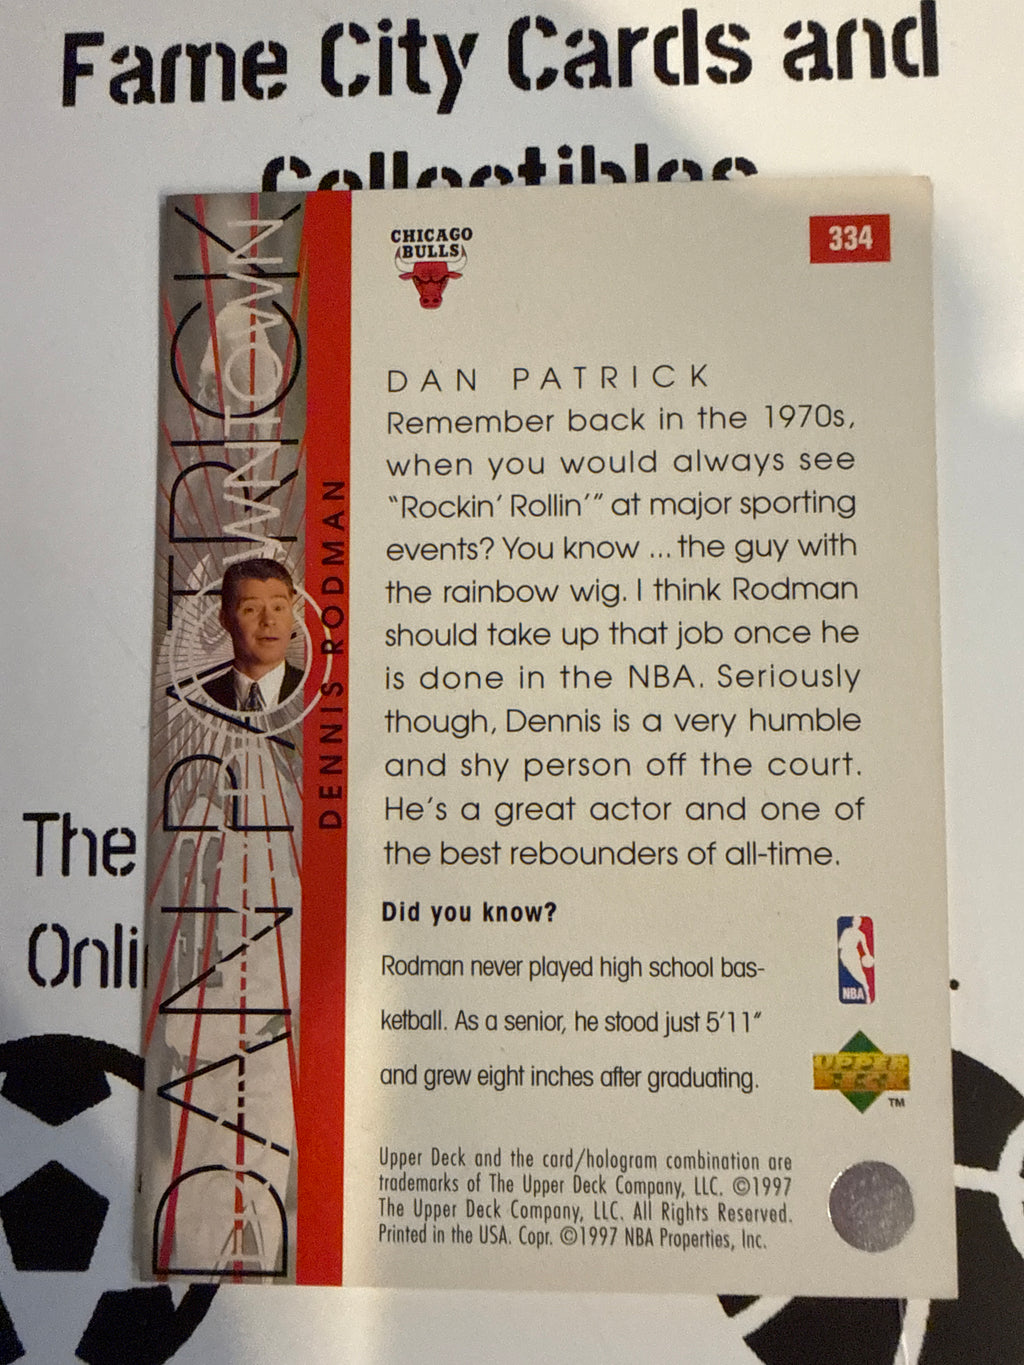 Fame City Cards and
Collectibles
CHICAGO
BULLS
334
DAN PATRICK
DOWNTOWN
DENNIS RODMAN
DAN PATRICK
Remember back in the 1970s,
when you would always see
“Rockin’ Rollin’” at major sporting
events? You know ... the guy with
the rainbow wig. I think Rodman
should take up that job once he
is done in the NBA. Seriously
though, Dennis is a very humble
and shy person off the court.
He's a great actor and one of
the best rebounders of all-time.
The
Onli
Did you know?
Rodman never played high school bas-
ketball. As a senior, he stood just 5’11”
and grew eight inches after graduating.
NBA
UPPER
DECK
TM
Upper Deck and the card/hologram combination are
trademarks of The Upper Deck Company, LLC. ©1997
The Upper Deck Company, LLC. All Rights Reserved.
Printed in the USA. Copr. ©1997 NBA Properties, Inc.